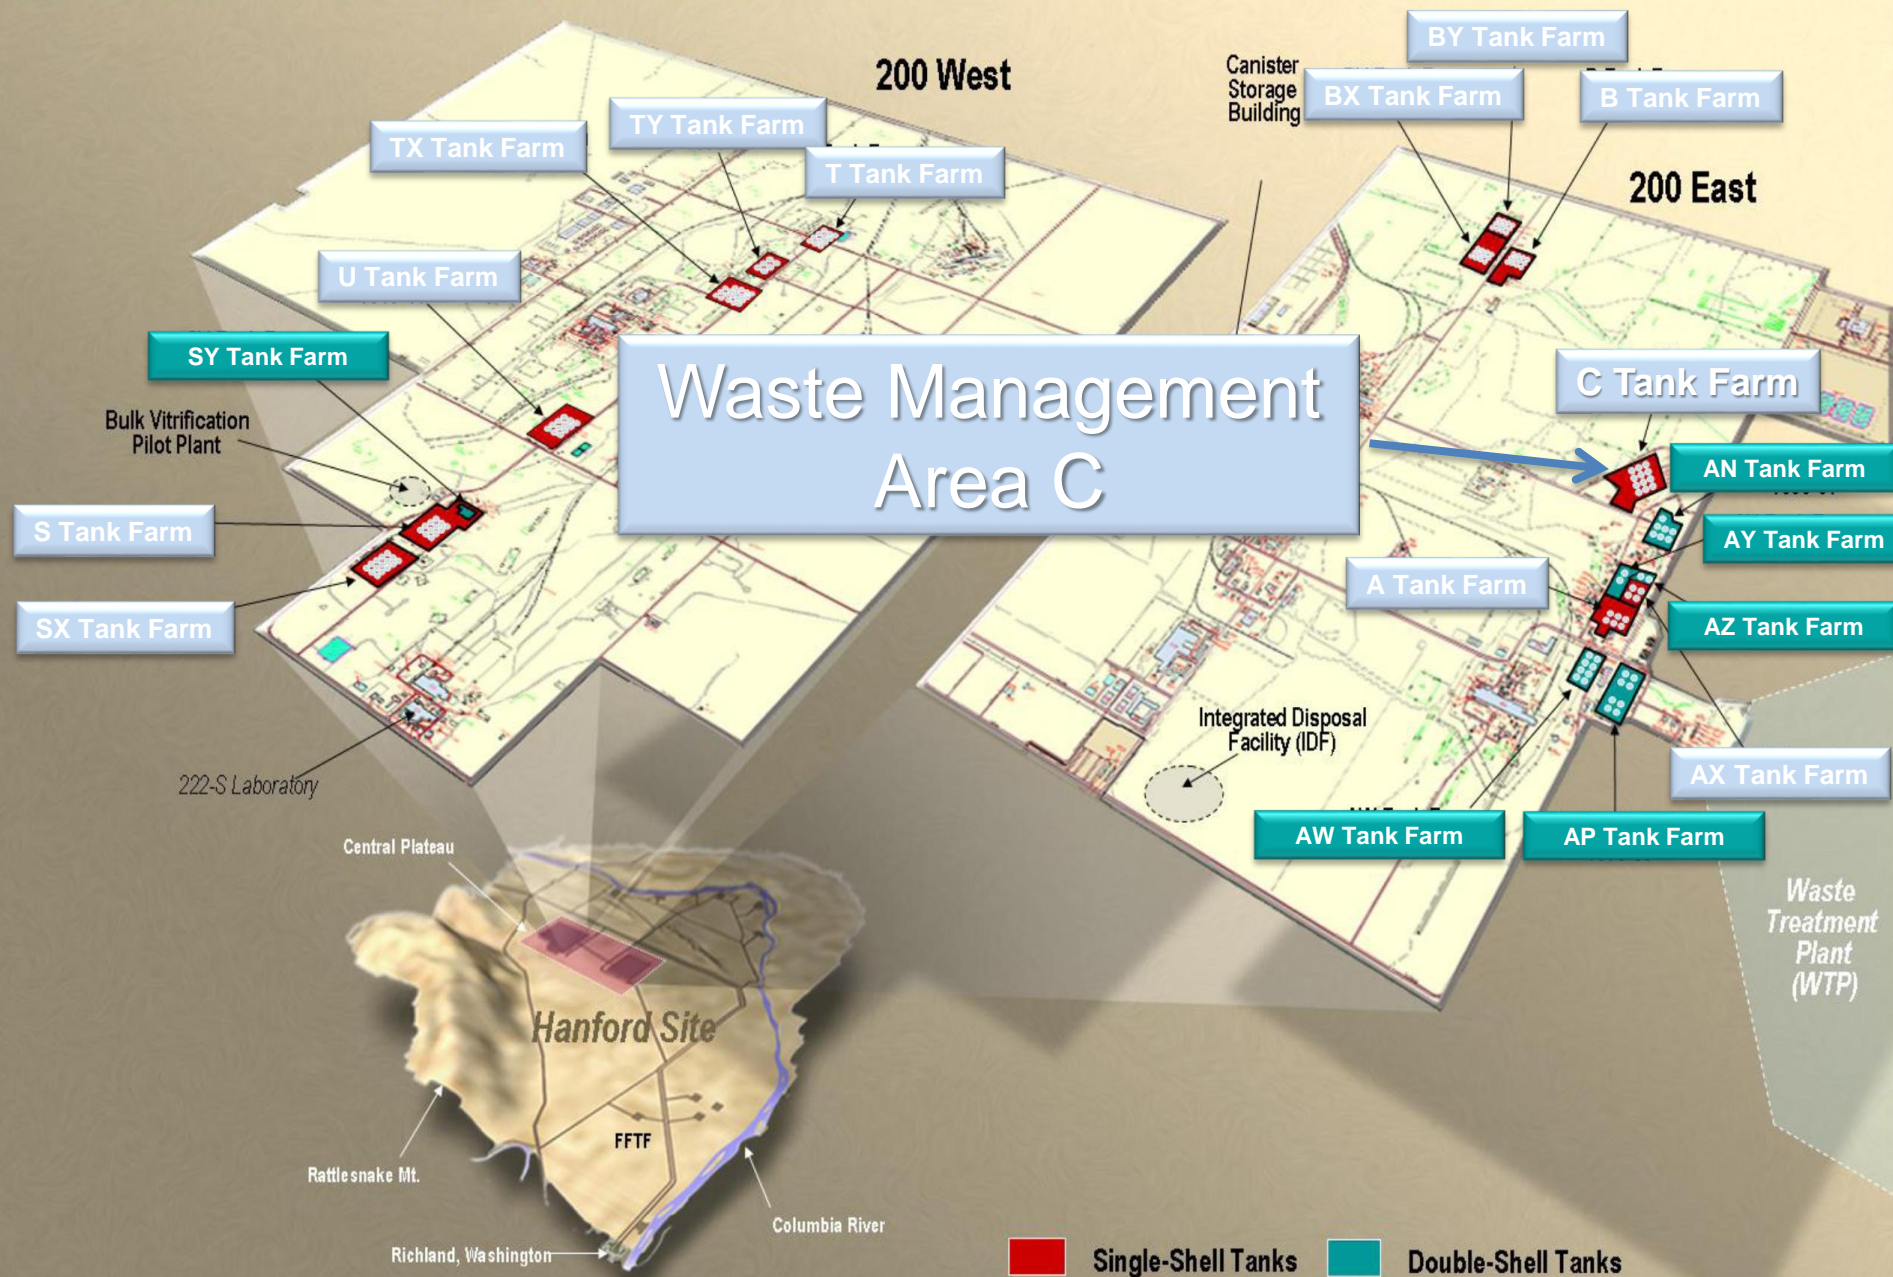 200 West
BY Tank Farm
Canister
Storage
Building
BX Tank Farm
B Tank Farm
TY Tank Farm
TX Tank Farm
T Tank Farm
200 East
U Tank Farm
SY Tank Farm
Waste Management
Area C
C Tank Farm
Bulk Vitrification
Pilot Plant
AN Tank Farm
S Tank Farm
AY Tank Farm
A Tank Farm
SX Tank Farm
AZ Tank Farm
Integrated Disposal
Facility (IDF)
222-S Laboratory
AX Tank Farm
AW Tank Farm
AP Tank Farm
Central Plateau
Waste
Treatment
Plant
(WTP)
Hanford Site
FFTF
Rattlesnake Mt.
Columbia River
Richland, Washington
Single-Shell Tanks
Double-Shell Tanks